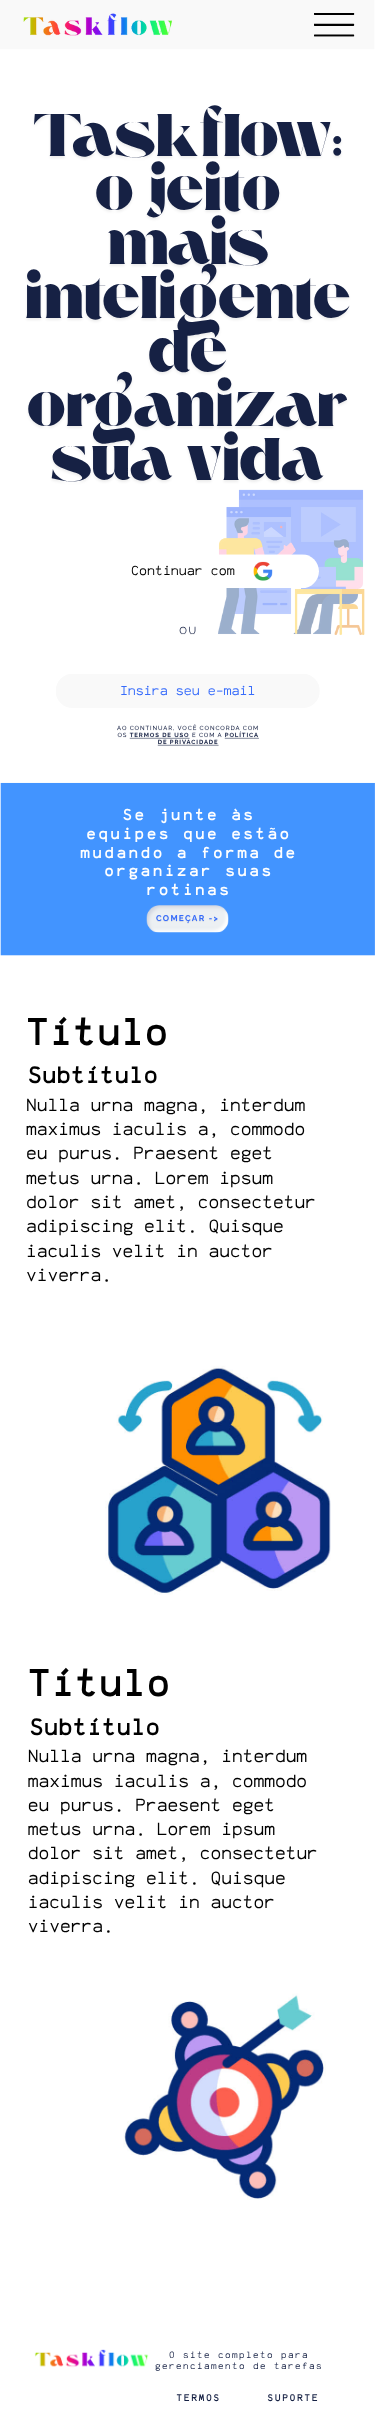 Taskflow
Taskflow:
o jeito
mais
inteligente
de
organizar
sua vida
Continuar com G
OU
Insira seu e-mail
AO CONTINUAR, VOCÊ CONCORDA COM
OS TERMOS DE USO E COM A POLÍTICA
DE PRIVACIDADE
Se junte às
equipes que estão
mudando a forma de
organizar suas
rotinas
COMEÇAR ->
Título
Subtítulo
Nulla urna magna, interdum
maximus iaculis a, commodo
eu purus. Praesent eget
metus urna. Lorem ipsum
dolor sit amet, consectetur
adipiscing elit. Quisque
iaculis velit in auctor
viverra.
Título
Subtítulo
Nulla urna magna, interdum
maximus iaculis a, commodo
eu purus. Praesent eget
metus urna. Lorem ipsum
dolor sit amet, consectetur
adipiscing elit. Quisque
iaculis velit in auctor
viverra.
Taskflow
O site completo para
gerenciamento de tarefas
TERMOS SUPORTE